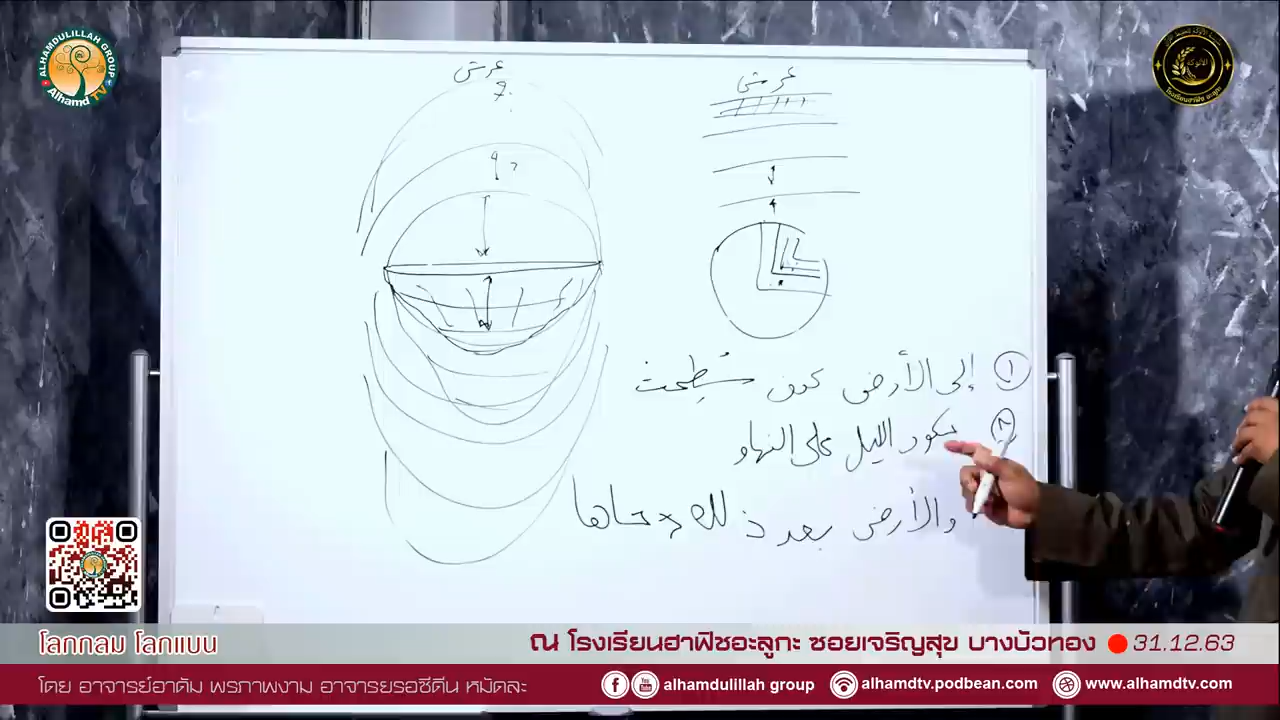 ALHAMDULILLAH GROUP
Alhamd TV
الألوكة
عرش
عرش
١ إلى الأرض كيف سُطِحت
٢ يكور الليل على النهار
والأرض بعد ذلك دحاها
โลกกลม โลกแบน
ณ โรงเรียนฮาฟิซอะลูกะ ซอยเจริญสุข บางบัวทอง 31.12.63
โดย อาจารย์อาดัม พรภาพงาม อาจารย์รอซีดีน หมัดละ
alhamdulillah group
alhamdtv.podbean.com
www.alhamdtv.com